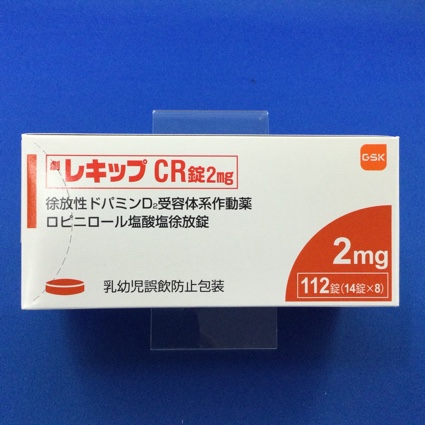 劇 レキップ CR錠2mg
GSK
徐放性ドパミンD₂受容体系作動薬
ロピニロール塩酸塩徐放錠
2mg
乳幼児誤飲防止包装
112錠(14錠×8)